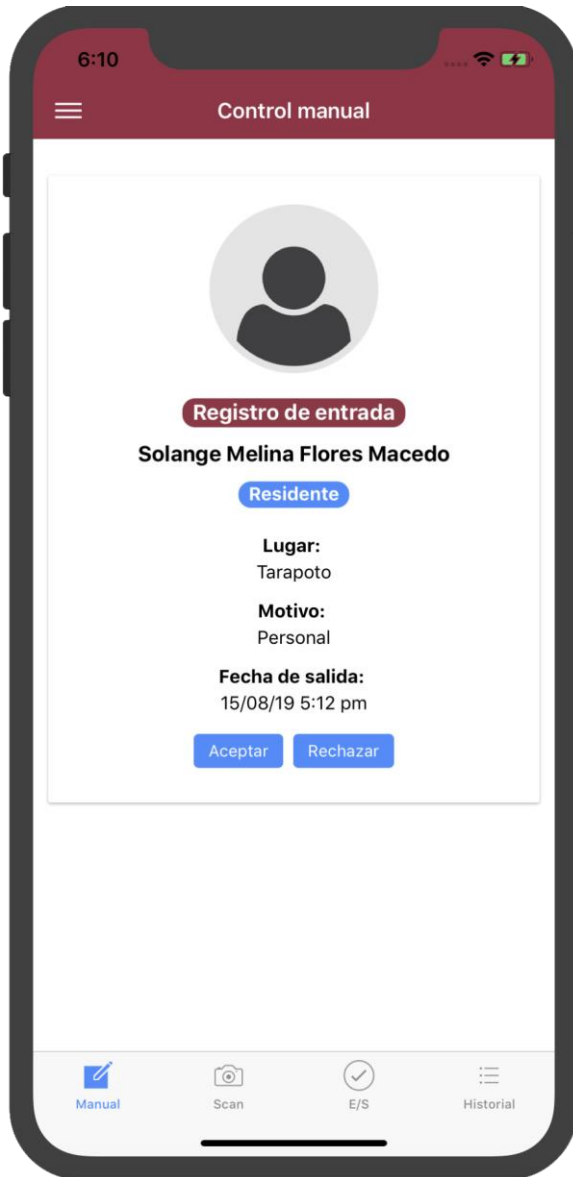 6:10
Control manual
Registro de entrada
Solange Melina Flores Macedo
Residente
Lugar:
Tarapoto
Motivo:
Personal
Fecha de salida:
15/08/19 5:12 pm
Aceptar Rechazar
Manual Scan E/S Historial